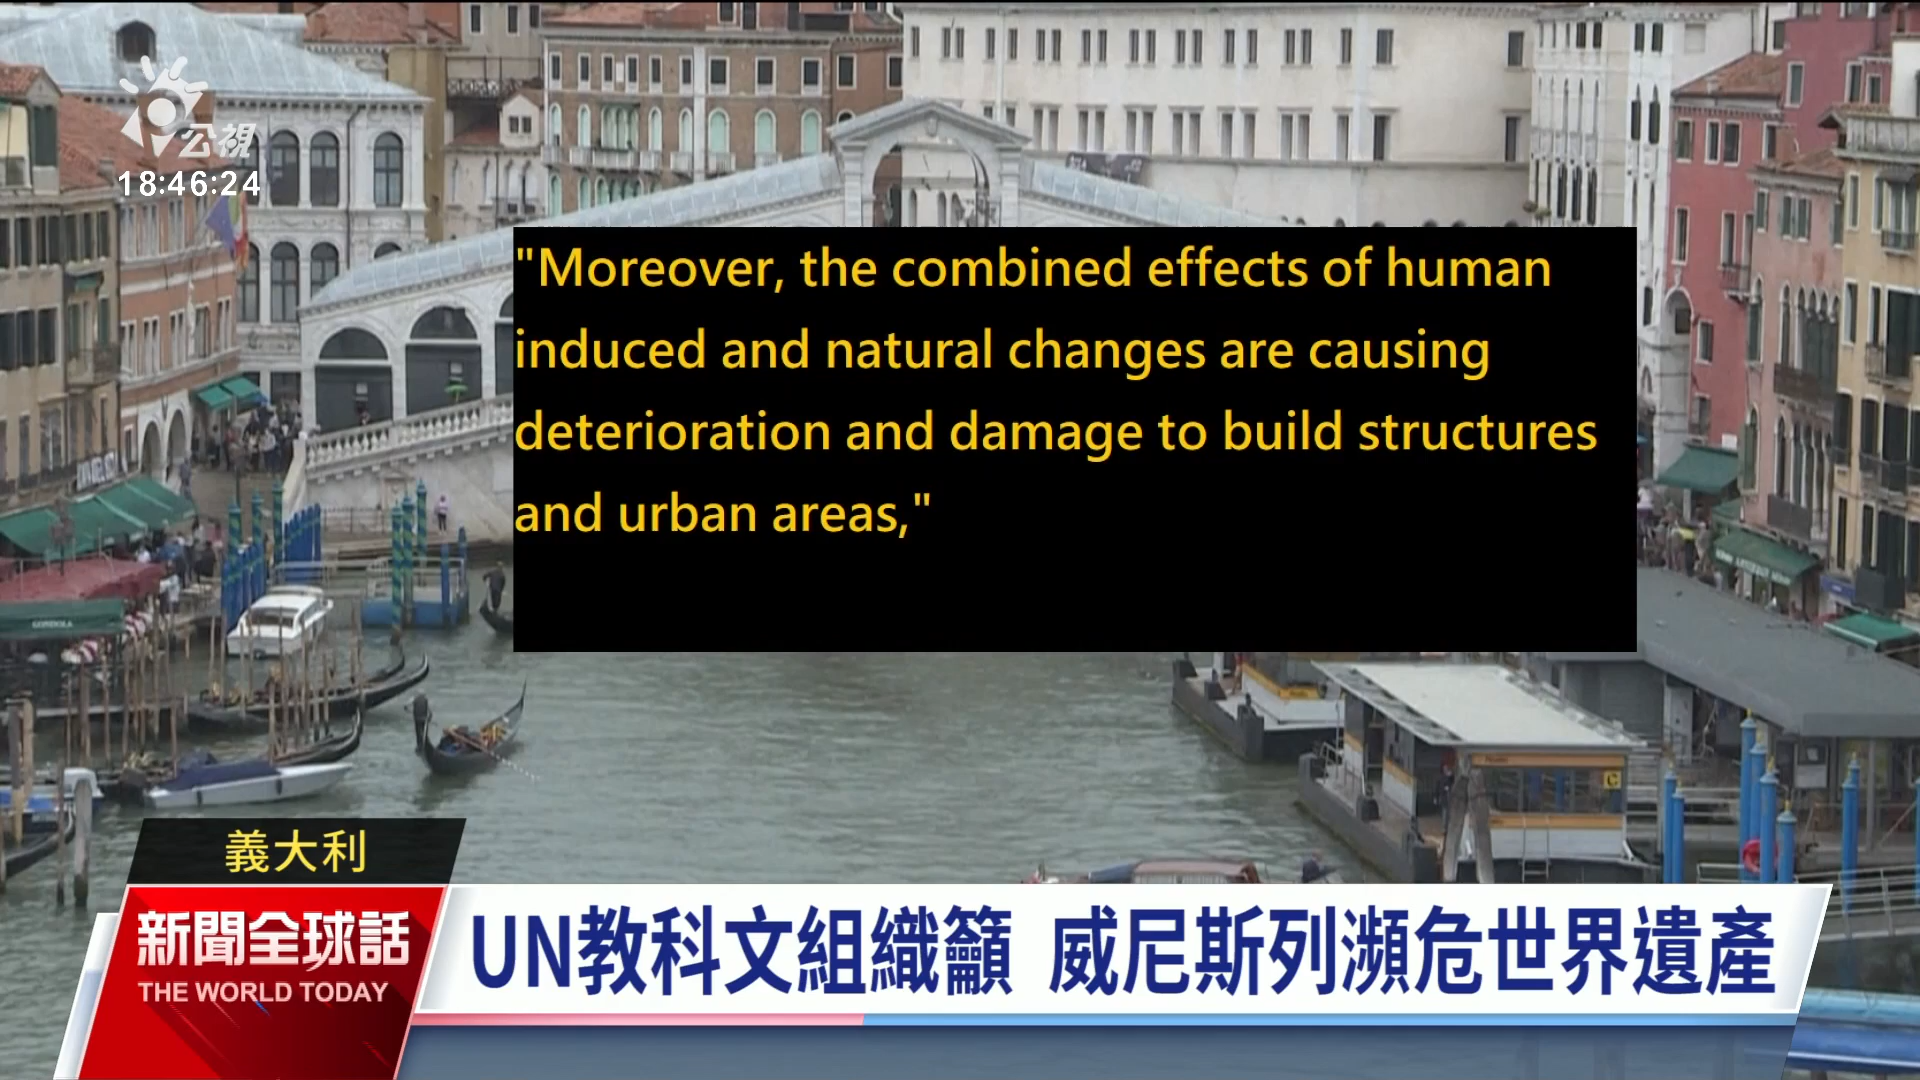 公視
18:46:24
"Moreover, the combined effects of human
induced and natural changes are causing
deterioration and damage to build structures
and urban areas,"
GONDOLA
義大利
新聞全球話
THE WORLD TODAY
UN教科文組織籲 威尼斯列瀕危世界遺產